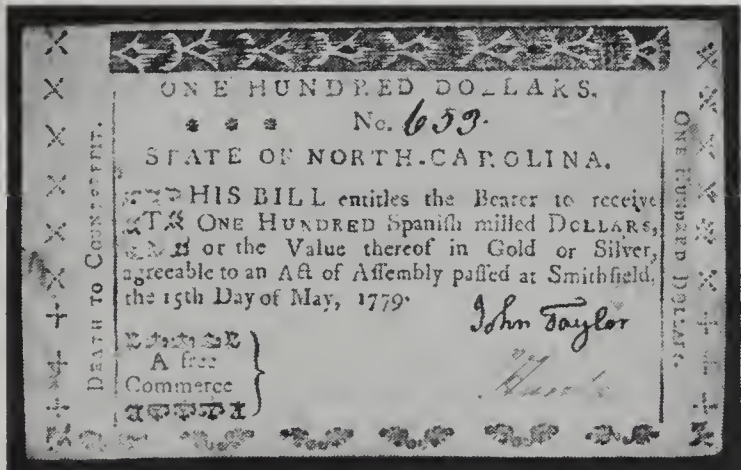 ONE HUNDRED DOLLARS.
No. 653.
STATE OF NORTH-CAROLINA.
THIS BILL entitles the Bearer to receive
ONE HUNDRED Spaniſh milled DOLLARS,
or the Value thereof in Gold or Silver,
agreeable to an Act of Aſſembly paſſed at Smithfield,
the 15th Day of May, 1779.
John Taylor
A free
Commerce
DEATH TO COUNTERFEIT.
ONE HUNDRED DOLLARS.